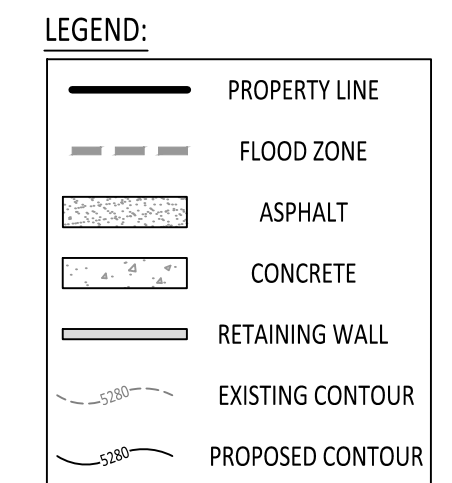 LEGEND:
PROPERTY LINE
FLOOD ZONE
ASPHALT
CONCRETE
RETAINING WALL
5280 EXISTING CONTOUR
5280 PROPOSED CONTOUR